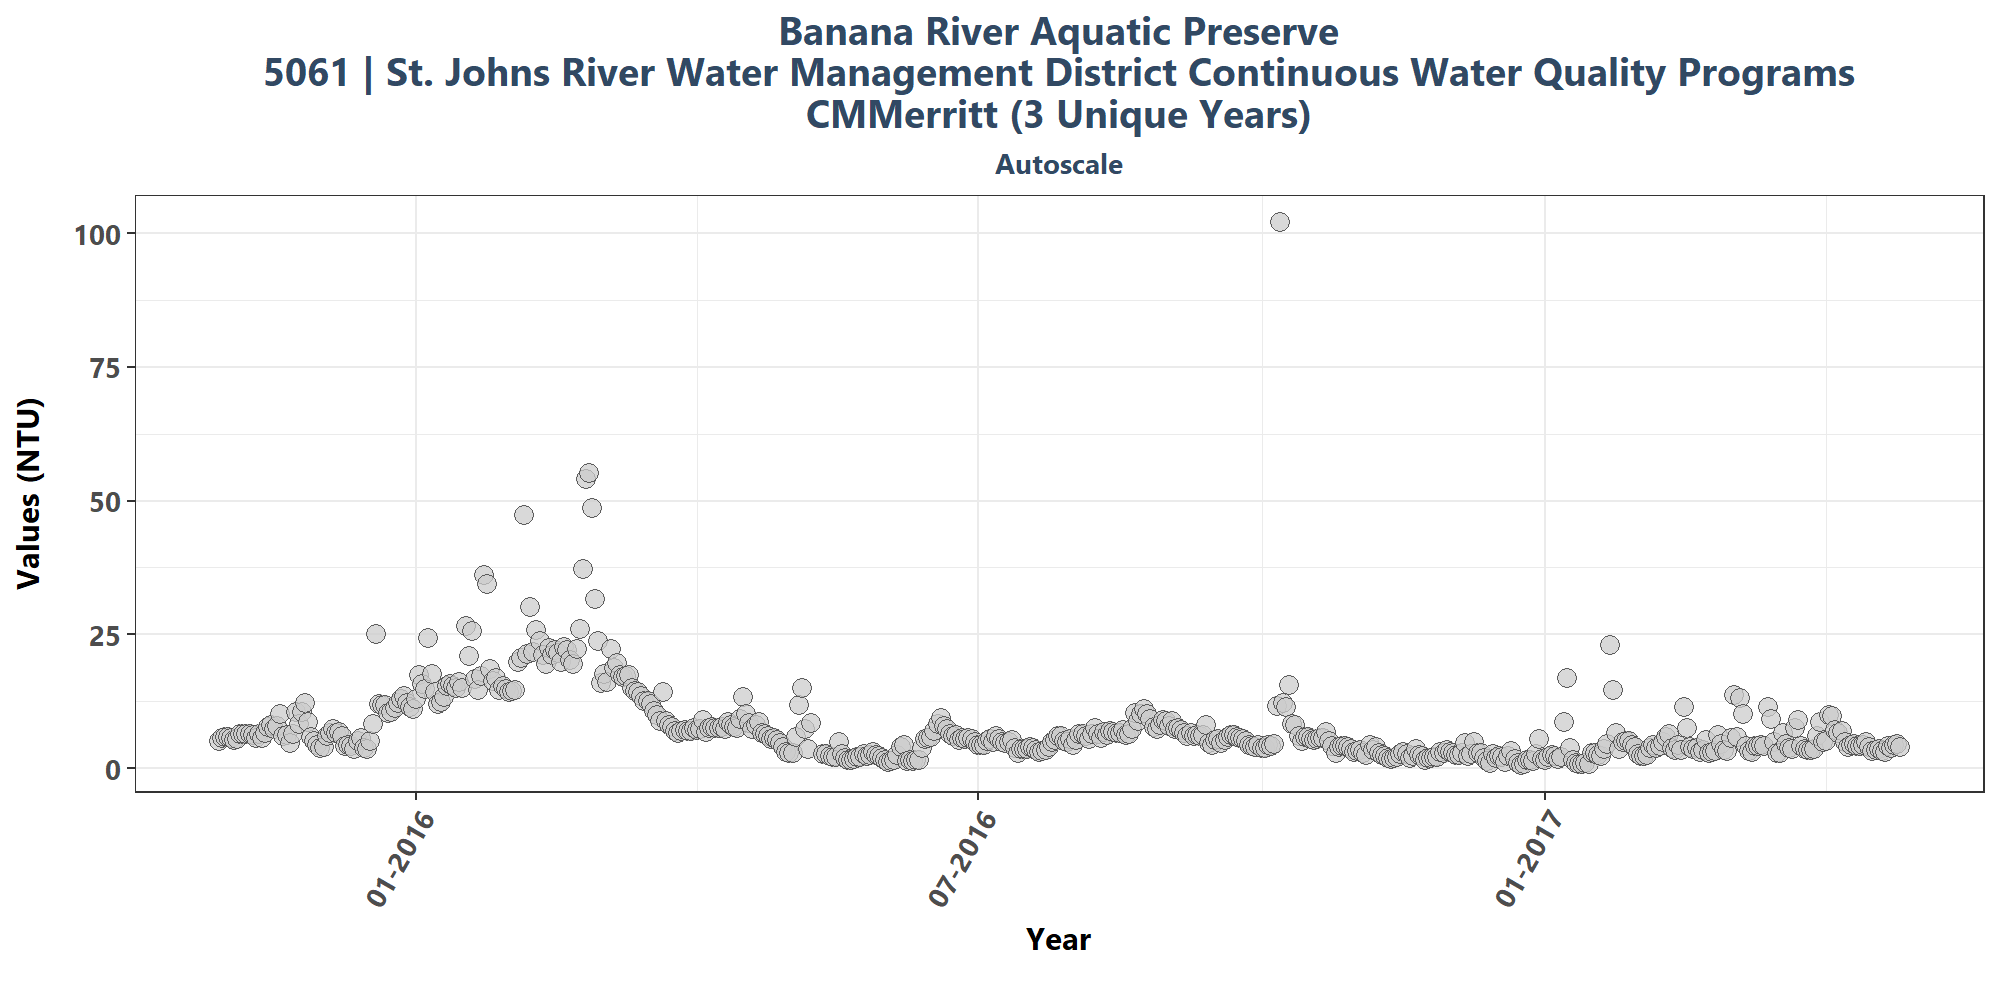 Banana River Aquatic Preserve
5061 | St. Johns River Water Management District Continuous Water Quality Programs
CMMerritt (3 Unique Years)
Autoscale
Values (NTU)
100
75
50
25
0
01-2016
07-2016
01-2017
Year